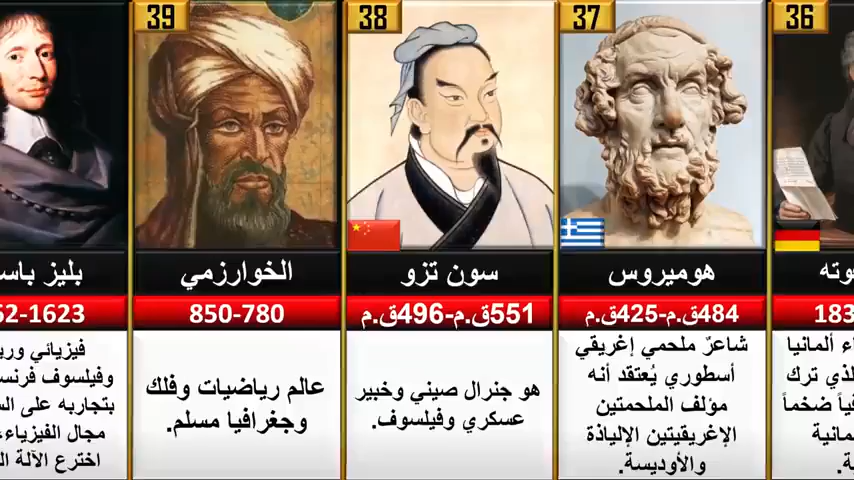 36
وته
183
ء ألمانيا
لذي ترك
ياً ضخماً
مانية
ة.
37
هوميروس
484ق.م-425ق.م
شاعرٌ ملحمي إغريقي
أسطوري يُعتقد أنه
مؤلف الملحمتين
الإغريقيتين الإلياذة
والأوديسة.
38
سون تزو
551ق.م-496ق.م
هو جنرال صيني وخبير
عسكري وفيلسوف.
39
الخوارزمي
850-780
عالم رياضيات وفلك
وجغرافيا مسلم.
بليز باس
62-1623
فيزيائي وري
وفيلسوف فرنس
بتجاربه على الس
مجال الفيزياء،
اخترع الآلة ال